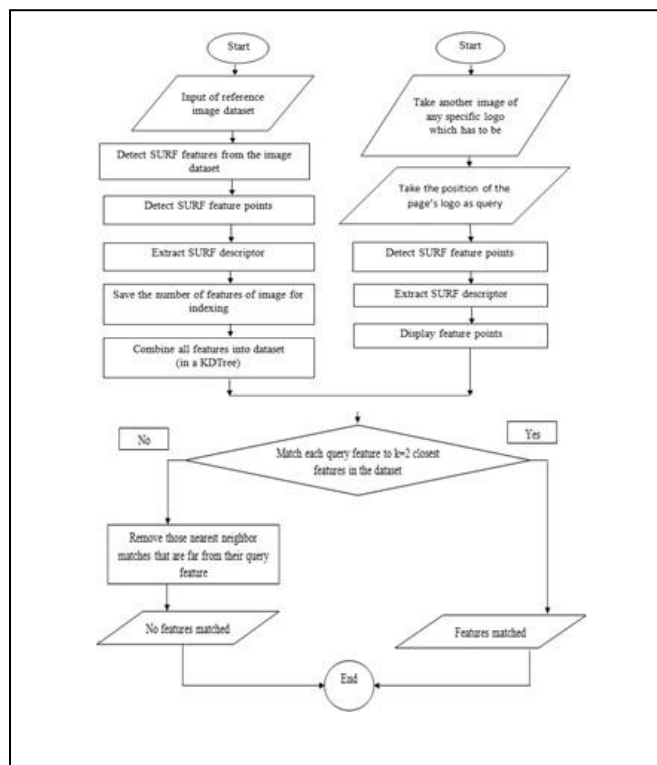 Start
Input of reference
image dataset
Detect SURF features from the image
dataset
Detect SURF feature points
Extract SURF descriptor
Save the number of features of image for
indexing
Combine all features into dataset
(in a KDTree)
Start
Take another image of
any specific logo
which has to be
Take the position of the
page's logo as query
Detect SURF feature points
Extract SURF descriptor
Display feature points
No
Yes
Match each query feature to k=2 closest
features in the dataset
Remove those nearest neighbor
matches that are far from their query
feature
No features matched
Features matched
End